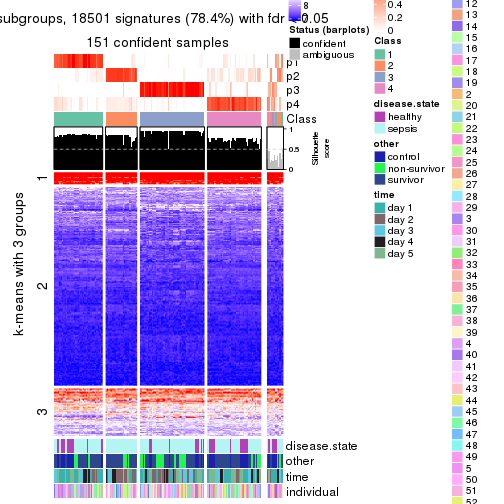 subgroups, 18501 signatures (78.4%) with fdr < 0.05
151 confident samples
p1
p2
p3
p4
Class
1
0.5
0
Silhouette
score
k-means with 3 groups
1
2
3
disease.state
other
time
individual
8
0
Status (barplots)
confident
ambiguous
0.4
0.2
0
Class
1
2
3
4
disease.state
healthy
sepsis
other
control
non-survivor
survivor
time
day 1
day 2
day 3
day 4
day 5
12
13
14
15
16
17
18
19
2
20
21
22
23
24
25
26
27
28
29
3
30
31
32
33
34
35
36
37
38
39
4
40
41
42
43
44
45
46
47
48
49
5
50
51